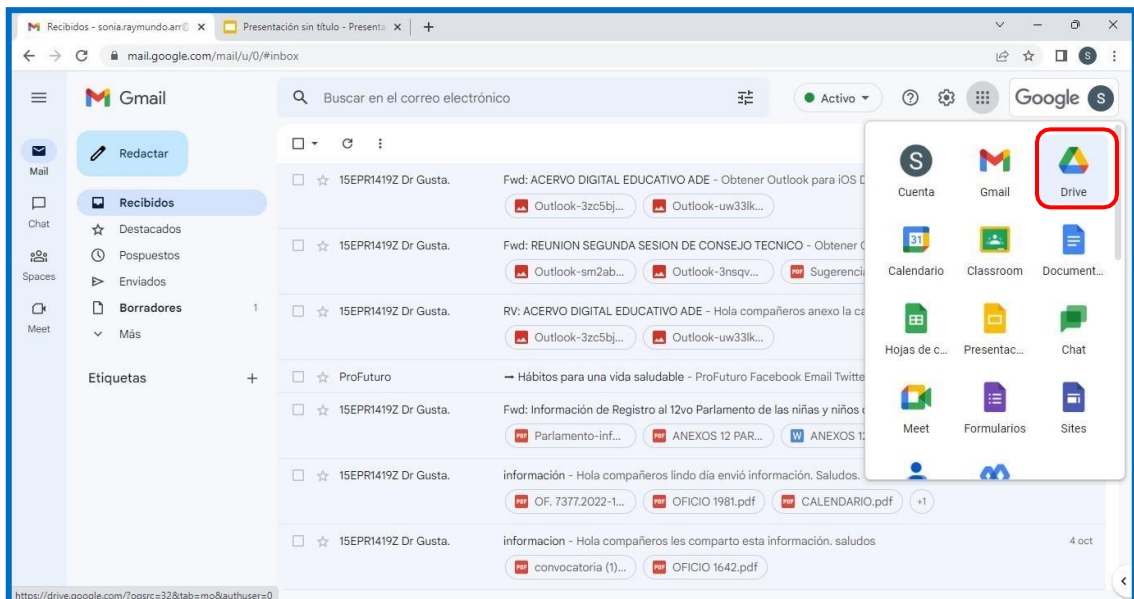 Recibidos - sonia.raymundo.arr
Presentación sin título - Presenta
mail.google.com/mail/u/0/#inbox
S
Gmail
Buscar en el correo electrónico
Activo
Google S
Mail
Chat
Spaces
Meet
Redactar
Recibidos
Destacados
Pospuestos
Enviados
Borradores 1
Más
Etiquetas
15EPR1419Z Dr Gusta. Fwd: ACERVO DIGITAL EDUCATIVO ADE - Obtener Outlook para iOS D
Outlook-3zc5bj... Outlook-uw33lk...
15EPR1419Z Dr Gusta. Fwd: REUNION SEGUNDA SESION DE CONSEJO TECNICO - Obtener
Outlook-sm2ab... Outlook-3nsqv... PDF Sugerenci
15EPR1419Z Dr Gusta. RV: ACERVO DIGITAL EDUCATIVO ADE - Hola compañeros anexo la ca
Outlook-3zc5bj... Outlook-uw33lk...
ProFuturo → Hábitos para una vida saludable - ProFuturo Facebook Email Twitte
15EPR1419Z Dr Gusta. Fwd: Información de Registro al 12vo Parlamento de las niñas y niños
PDF Parlamento-inf... PDF ANEXOS 12 PAR... W ANEXOS 1
15EPR1419Z Dr Gusta. información - Hola compañeros lindo día envió información. Saludos.
PDF OF. 7377.2022-1... PDF OFICIO 1981.pdf PDF CALENDARIO.pdf +1
15EPR1419Z Dr Gusta. informacion - Hola compañeros les comparto esta información. saludos 4 oct
PDF convocatoria (1)... PDF OFICIO 1642.pdf
S
Cuenta Gmail Drive
31
Calendario Classroom Document...
Hojas de c... Presentac... Chat
Meet Formularios Sites
https://drive.google.com/?ogsrc=32&tab=mo&authuser=0